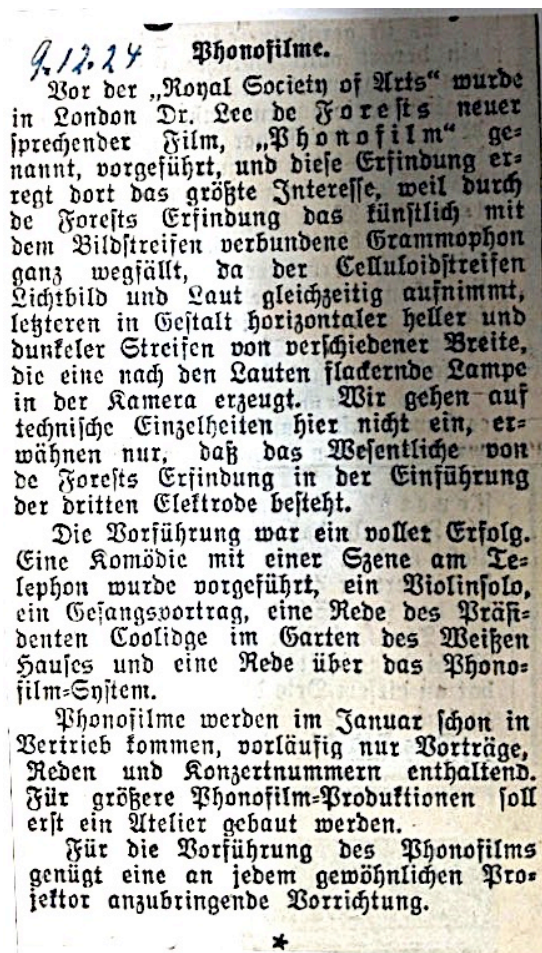 9.12.24
Phonofilme.
Vor der „Royal Society of Arts“ wurde
in London Dr. Lee de Forests neuer
sprechender Film, „Phonofilm“ ge-
nannt, vorgeführt, und diese Erfindung er-
regt dort das größte Interesse, weil durch
de Forests Erfindung das künstlich mit
dem Bildstreifen verbundene Grammophon
ganz wegfällt, da der Celluloidstreifen
Lichtbild und Laut gleichzeitig aufnimmt,
letzteren in Gestalt horizontaler heller und
dunkeler Streifen von verschiedener Breite,
die eine nach den Lauten flackernde Lampe
in der Kamera erzeugt. Wir gehen auf
technische Einzelheiten hier nicht ein, er-
wähnen nur, daß das Wesentliche von
de Forests Erfindung in der Einführung
der dritten Elektrode besteht.
Die Vorführung war ein voller Erfolg.
Eine Komödie mit einer Szene am Te-
lephon wurde vorgeführt, ein Violinsolo,
ein Gesangsvortrag, eine Rede des Präsi-
denten Coolidge im Garten des Weißen
Hauses und eine Rede über das Phono-
film-System.
Phonofilme werden im Januar schon in
Vertrieb kommen, vorläufig nur Vorträge,
Reden und Konzertnummern enthaltend.
Für größere Phonofilm-Produktionen soll
erst ein Atelier gebaut werden.
Für die Vorführung des Phonofilms
genügt eine an jedem gewöhnlichen Pro-
jektor anzubringende Vorrichtung.
*